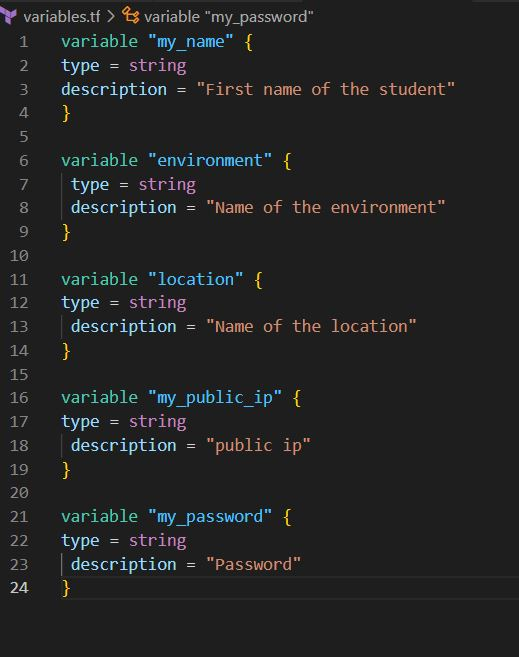 variables.tf > variable "my_password"
1 variable "my_name" {
2 type = string
3 description = "First name of the student"
4 }
5
6 variable "environment" {
7 type = string
8 description = "Name of the environment"
9 }
10
11 variable "location" {
12 type = string
13 description = "Name of the location"
14 }
15
16 variable "my_public_ip" {
17 type = string
18 description = "public ip"
19 }
20
21 variable "my_password" {
22 type = string
23 description = "Password"
24 }